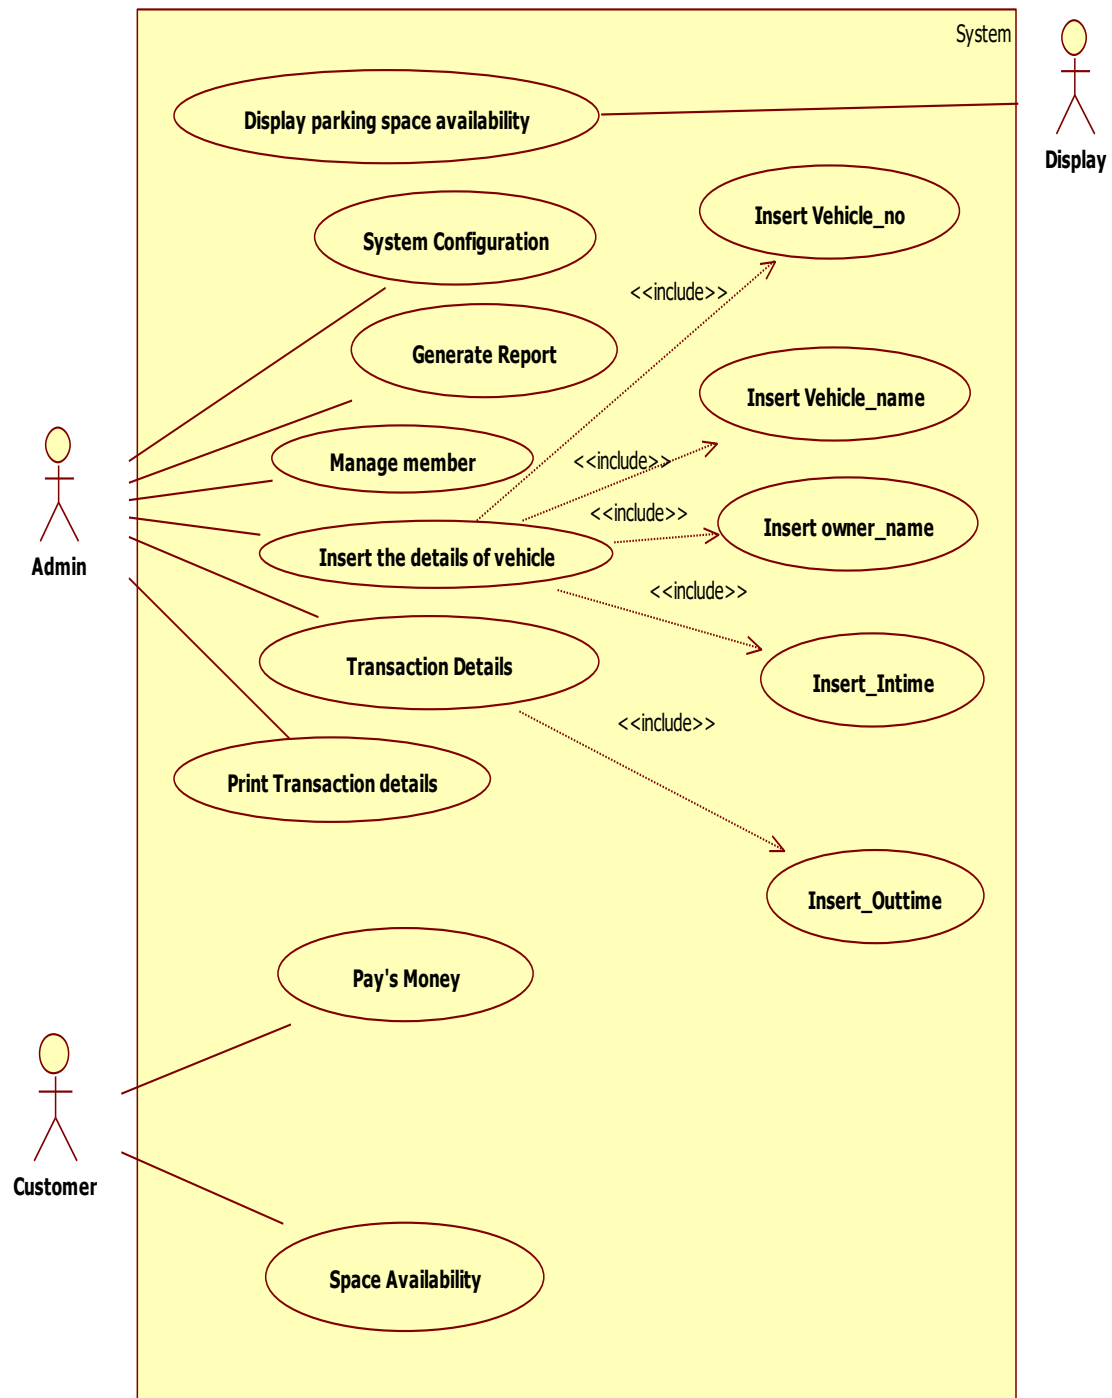 System
Display parking space availability
Display
Insert Vehicle_no
System Configuration
<<include>>
Generate Report
Insert Vehicle_name
Manage member
<<include>>
<<include>>
Insert owner_name
Insert the details of vehicle
Admin
<<include>>
Transaction Details
Insert_Intime
<<include>>
Print Transaction details
Insert_Outtime
Pay's Money
Customer
Space Availability